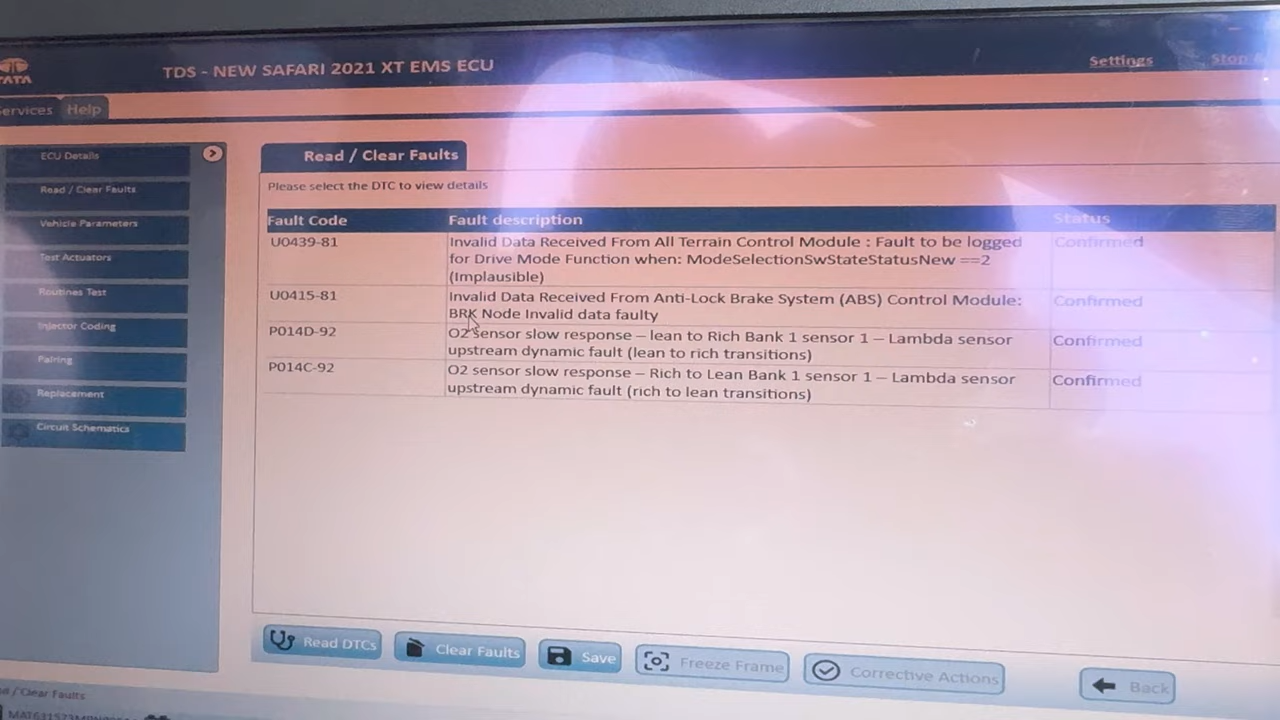 TATA
TDS - NEW SAFARI 2021 XT EMS ECU
Settings
Stop
Services
Help
ECU Details
Read / Clear Faults
Vehicle Parameters
Test Actuators
Routines Test
Injector Coding
Pairing
Replacement
Circuit Schematics
Read / Clear Faults
Please select the DTC to view details
Fault Code Fault description Status
U0439-81 Invalid Data Received From All Terrain Control Module : Fault to be logged Confirmed
for Drive Mode Function when: ModeSelectionSwStateStatusNew ==2
(Implausible)
U0415-81 Invalid Data Received From Anti-Lock Brake System (ABS) Control Module: Confirmed
BRK Node Invalid data faulty
P014D-92 O2 sensor slow response – lean to Rich Bank 1 sensor 1 – Lambda sensor Confirmed
upstream dynamic fault (lean to rich transitions)
P014C-92 O2 sensor slow response – Rich to Lean Bank 1 sensor 1 – Lambda sensor Confirmed
upstream dynamic fault (rich to lean transitions)
Read DTCs
Clear Faults
Save
Freeze Frame
Corrective Actions
Back
/ Clear Faults